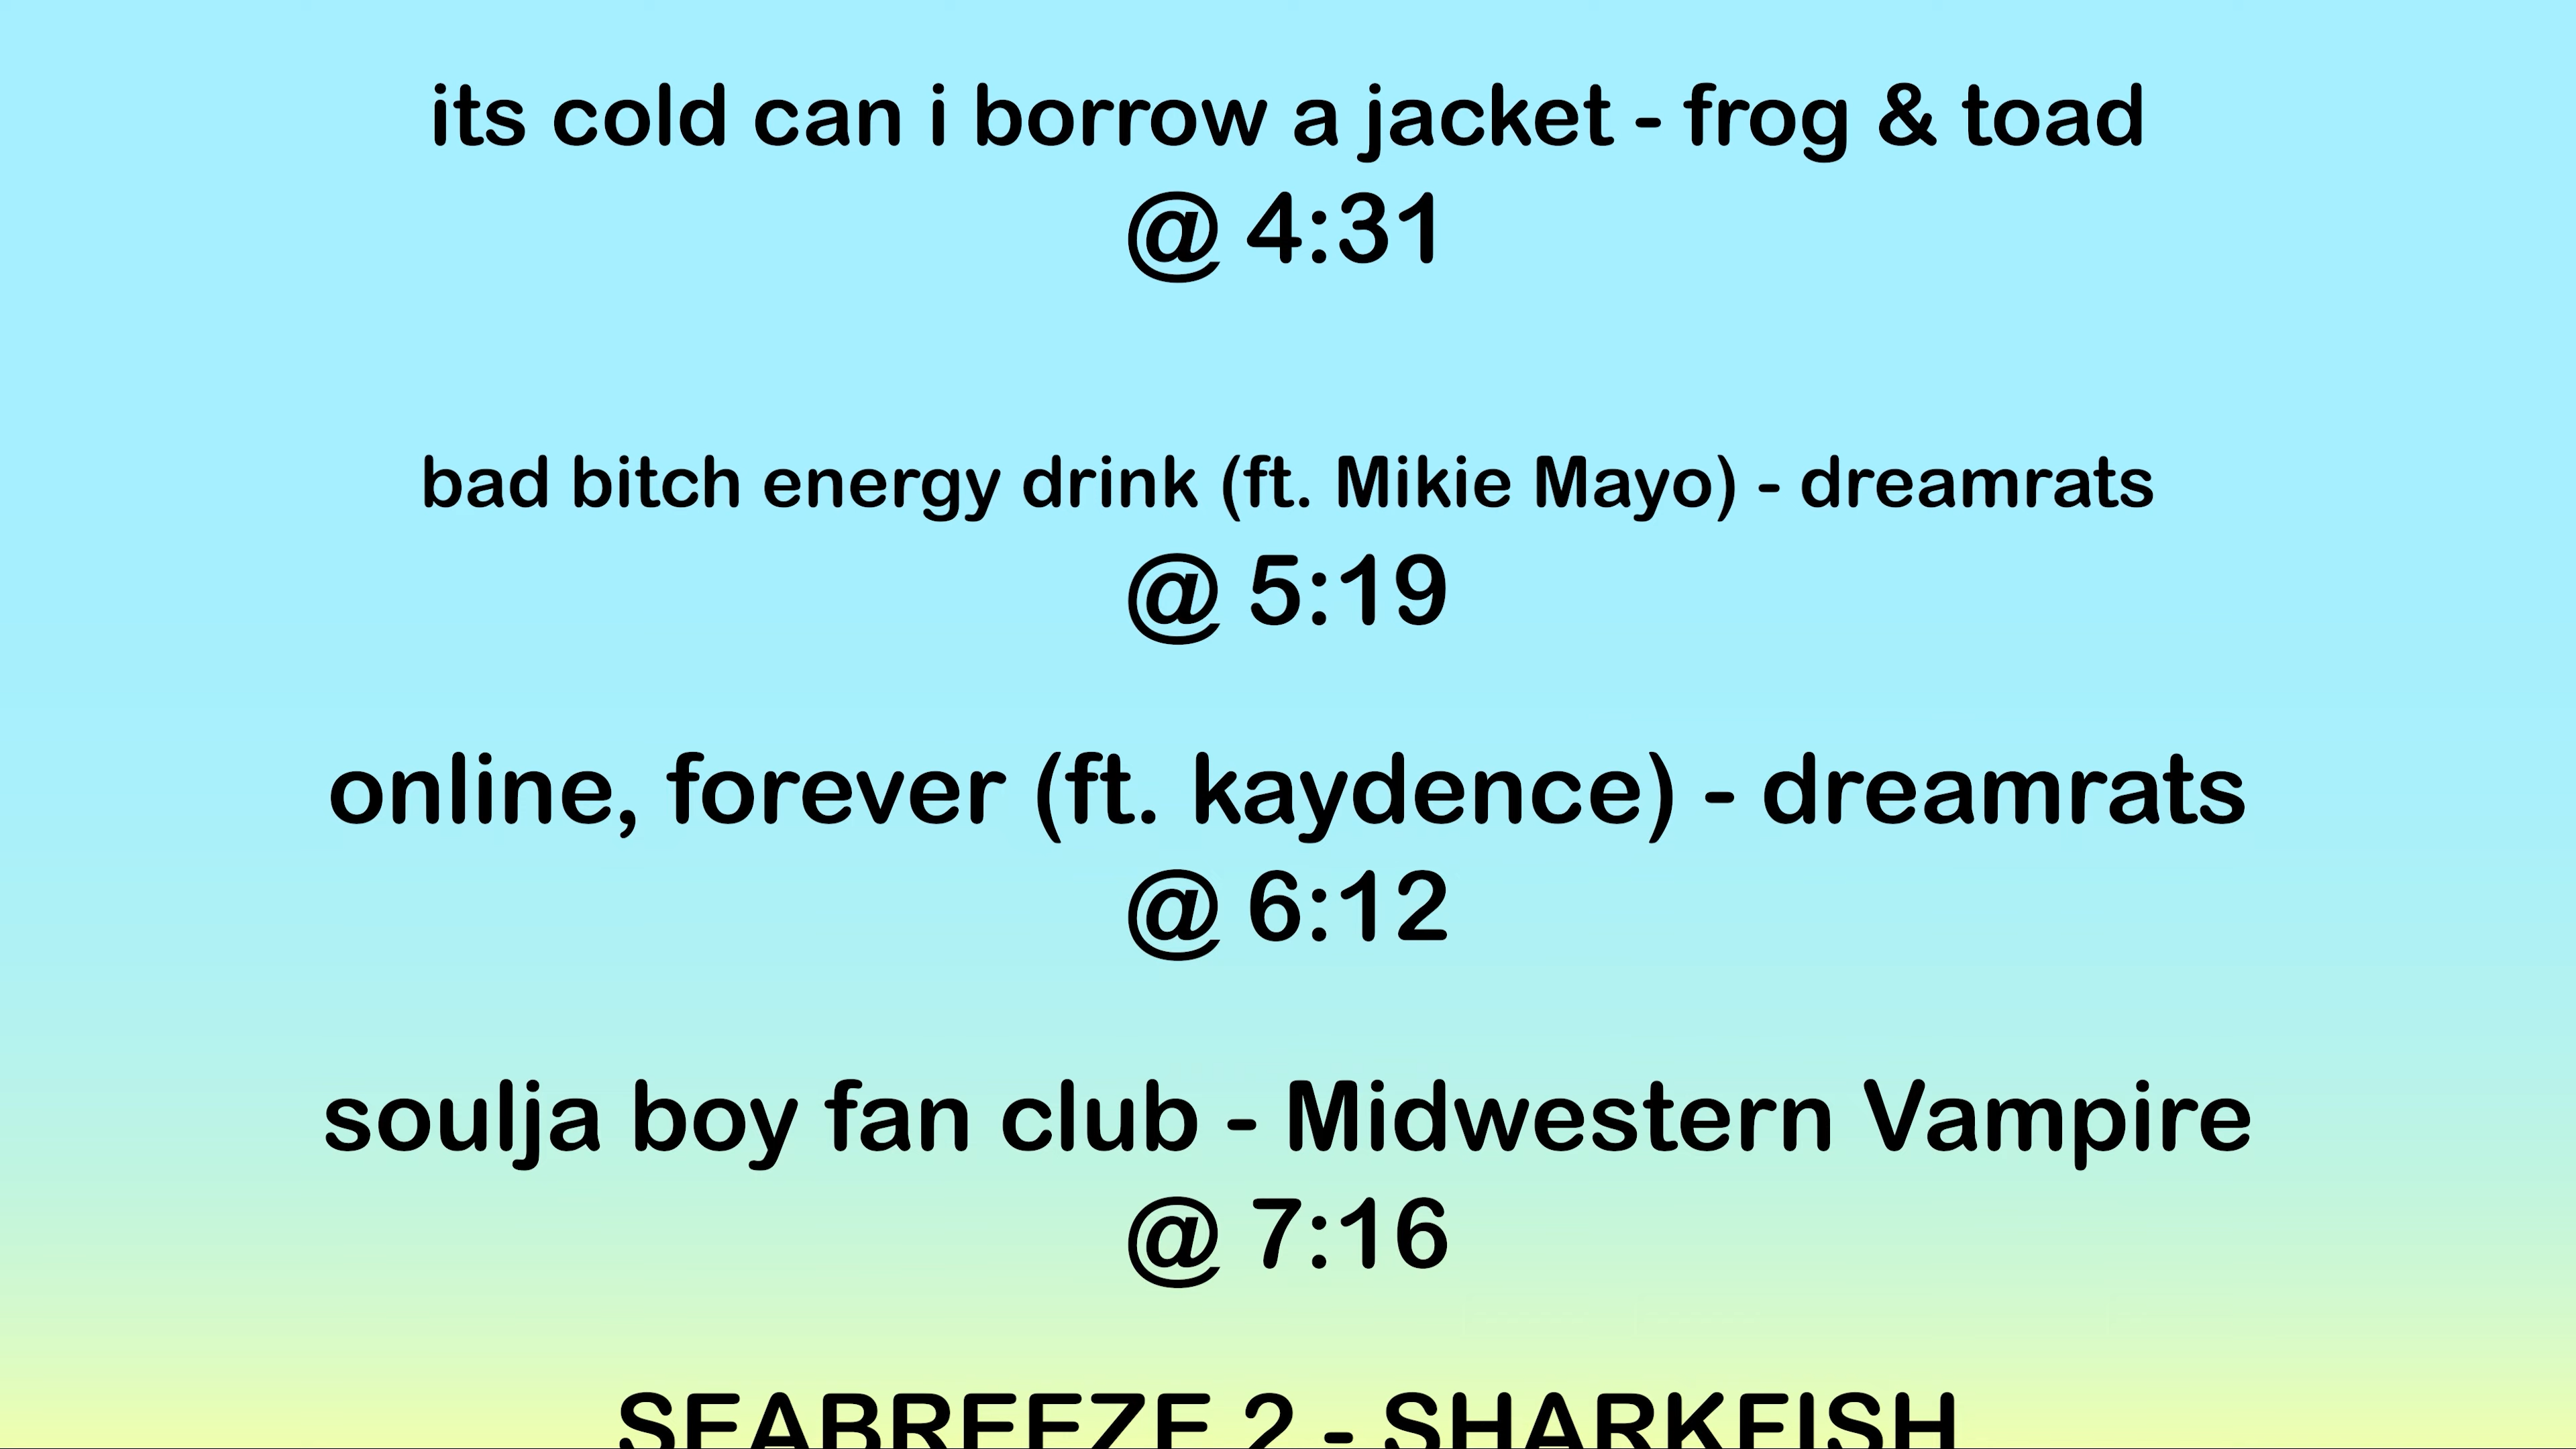 its cold can i borrow a jacket - frog & toad
@ 4:31
bad bitch energy drink (ft. Mikie Mayo) - dreamrats
@ 5:19
online, forever (ft. kaydence) - dreamrats
@ 6:12
soulja boy fan club - Midwestern Vampire
@ 7:16
SEABREEZE 2 - SHARKFISH